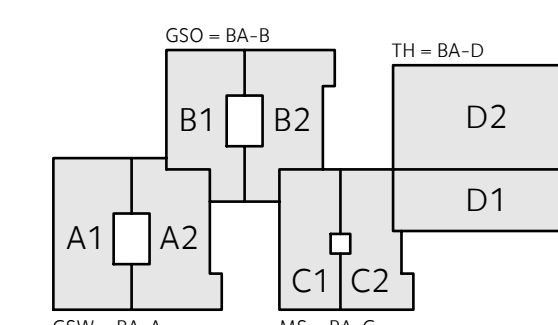 GSO = BA-B
TH = BA-D
B1 B2
D2
D1
A1 A2
C1 C2